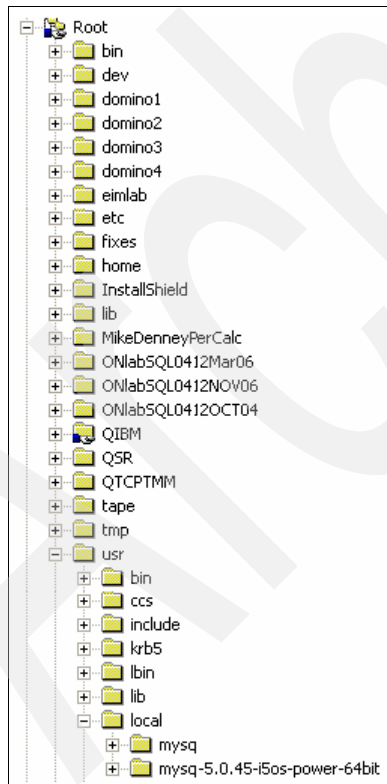 Root
bin
dev
domino1
domino2
domino3
domino4
eimlab
etc
fixes
home
InstallShield
lib
MikeDenneyPerCalc
ONlabSQL0412Mar06
ONlabSQL0412NOV06
ONlabSQL0412OCT04
QIBM
QSR
QTCPTMM
tape
tmp
usr
bin
ccs
include
krb5
lbin
lib
local
mysq
mysq-5.0.45-i5os-power-64bit